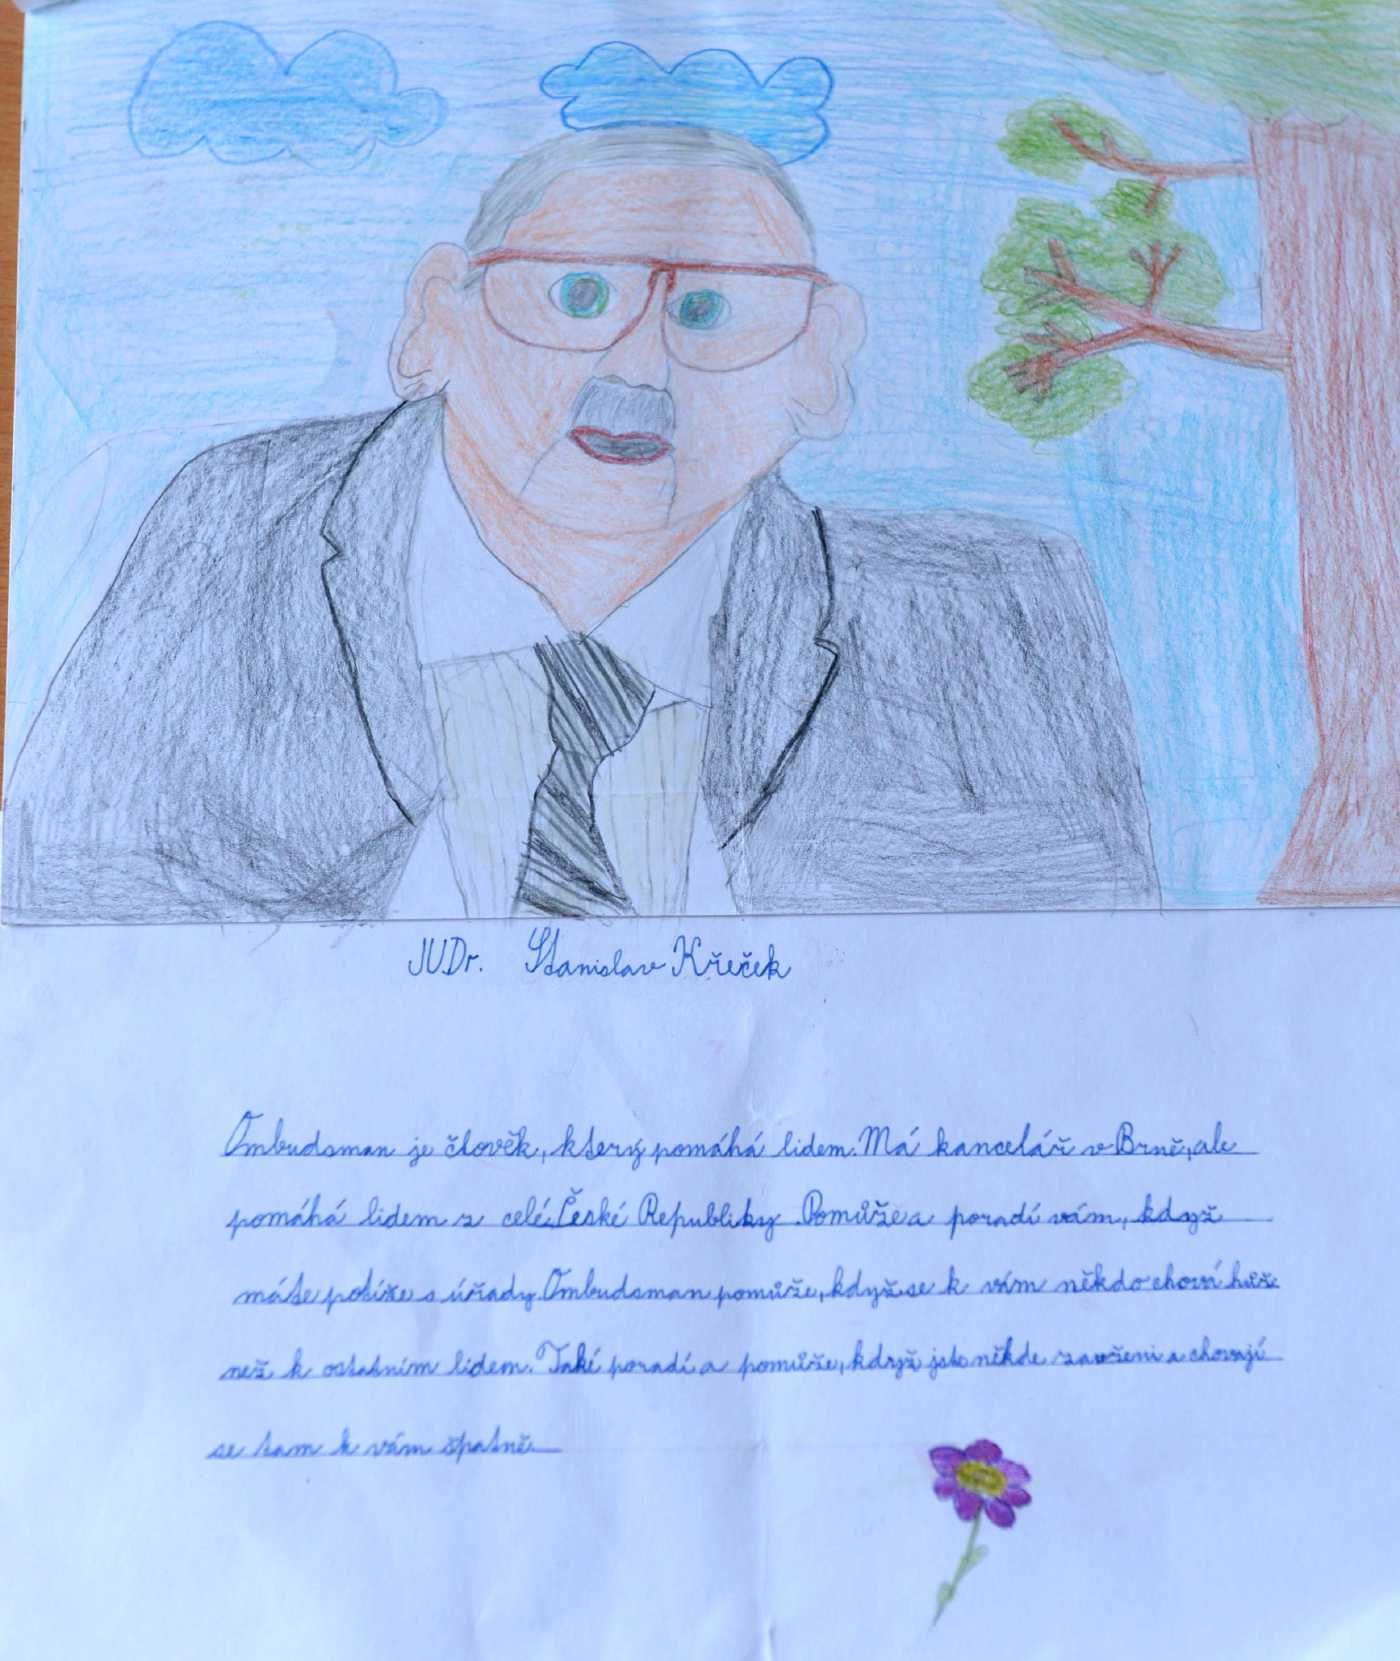 JUDr. Stanislav Křeček
Ombudsman je člověk, který pomáhá lidem. Má kancelář v Brně, ale
pomáhá lidem z celé České Republiky. Pomůže a poradí vám, když
máte potíže s úřady. Ombudsman pomůže, když se k vám někdo chová hůře
než k ostatním lidem. Také poradí a pomůže, když jste někde zavřeni a chovají
se tam k vám špatně.